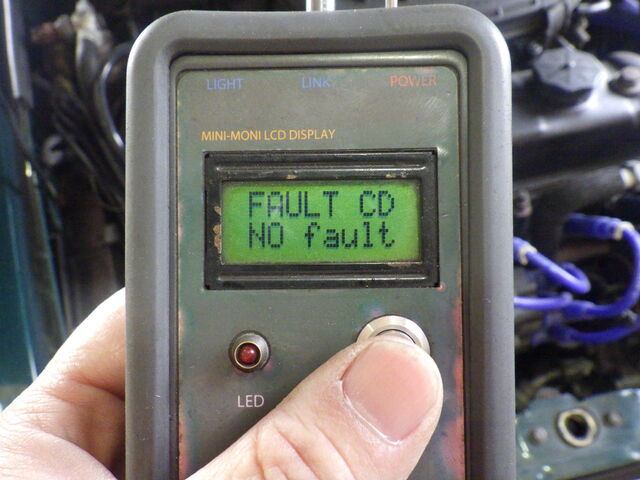 LIGHT LINK POWER
MINI-MONI LCD DISPLAY
FAULT CD
NO fault
LED